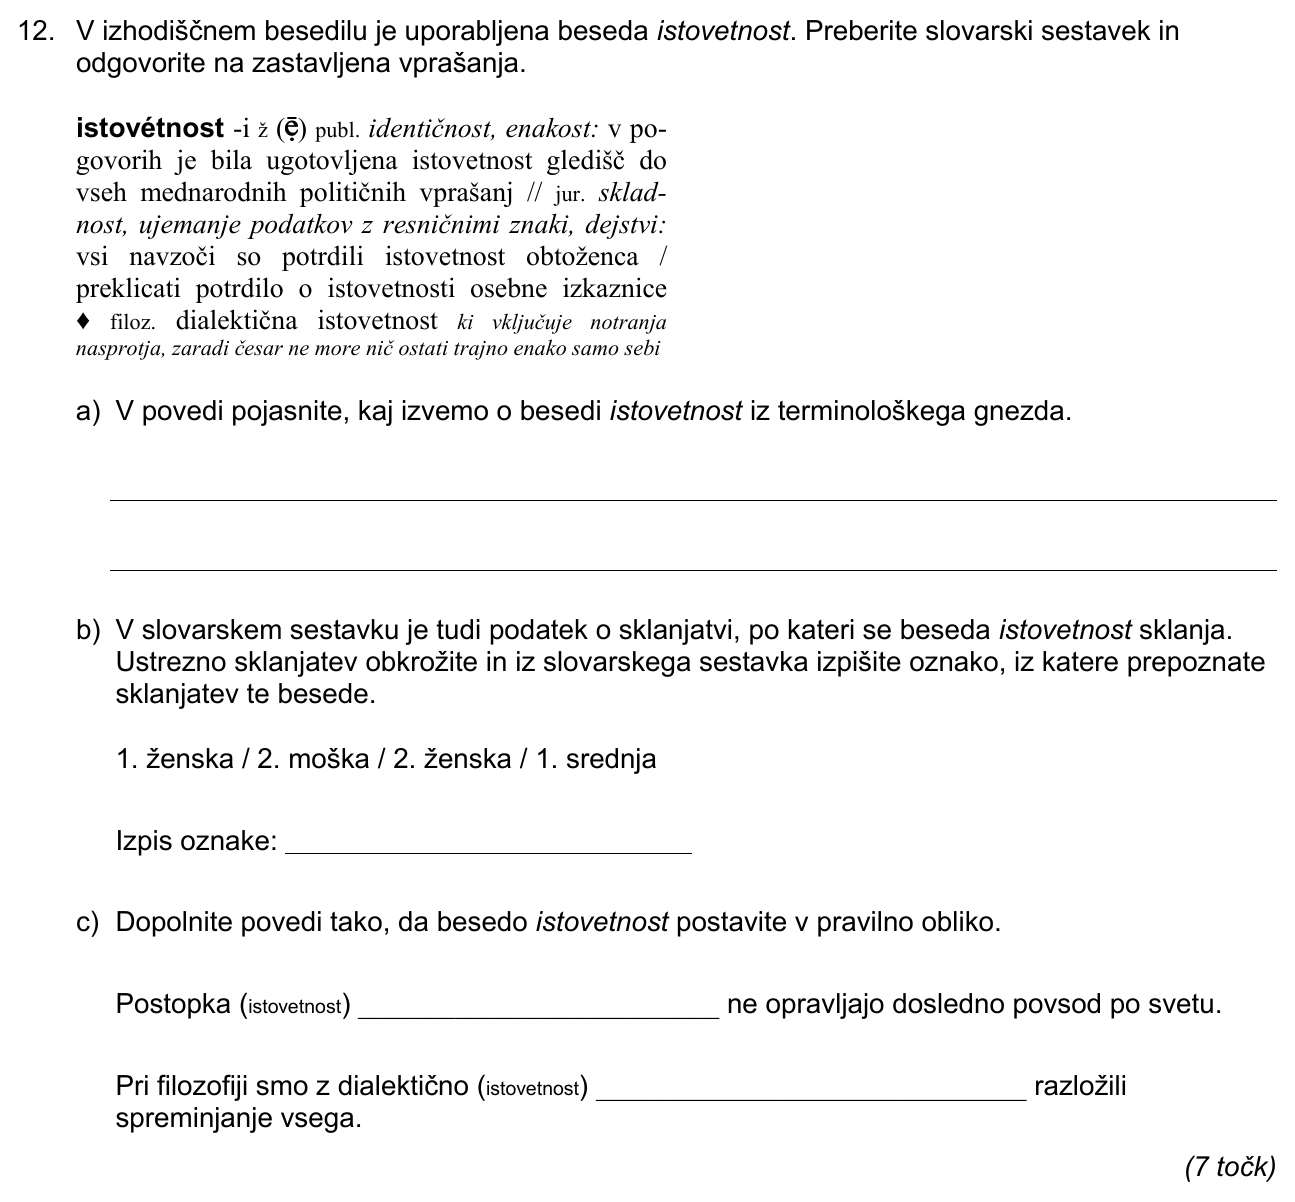 12. V izhodiščnem besedilu je uporabljena beseda istovetnost. Preberite slovarski sestavek in
odgovorite na zastavljena vprašanja.
istovétnost -i ž (ẹ̄) publ. identičnost, enakost: v po-
govorih je bila ugotovljena istovetnost gledišč do
vseh mednarodnih političnih vprašanj // jur. sklad-
nost, ujemanje podatkov z resničnimi znaki, dejstvi:
vsi navzoči so potrdili istovetnost obtoženca /
preklicati potrdilo o istovetnosti osebne izkaznice
♦ filoz. dialektična istovetnost ki vključuje notranja
nasprotja, zaradi česar ne more nič ostati trajno enako samo sebi
a) V povedi pojasnite, kaj izvemo o besedi istovetnost iz terminološkega gnezda.
b) V slovarskem sestavku je tudi podatek o sklanjatvi, po kateri se beseda istovetnost sklanja.
Ustrezno sklanjatev obkrožite in iz slovarskega sestavka izpišite oznako, iz katere prepoznate
sklanjatev te besede.
1. ženska / 2. moška / 2. ženska / 1. srednja
Izpis oznake: ____________________
c) Dopolnite povedi tako, da besedo istovetnost postavite v pravilno obliko.
Postopka (istovetnost) ____________________ ne opravljajo dosledno povsod po svetu.
Pri filozofiji smo z dialektično (istovetnost) ____________________ razložili
spreminjanje vsega.
(7 točk)